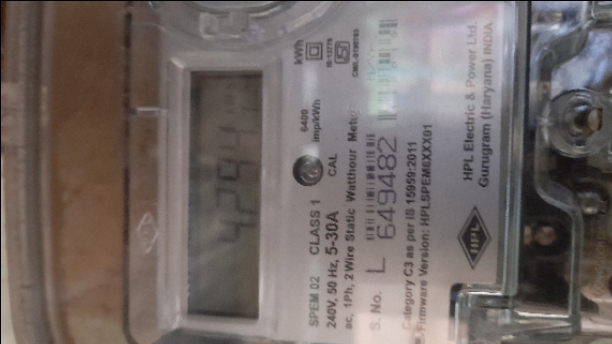 kWh
IS:13779
6400
imp/kWh
CAL
SPEM 02 CLASS 1
240V, 50 Hz, 5-30A
ac, 1Ph, 2 Wire Static Watthour Meter
S. No. L 649482
Category C3 as per IS 15959:2011
Firmware Version: HPLSPEM6XXX01
HPL
HPL Electric & Power Ltd.
Gurugram (Haryana) INDIA